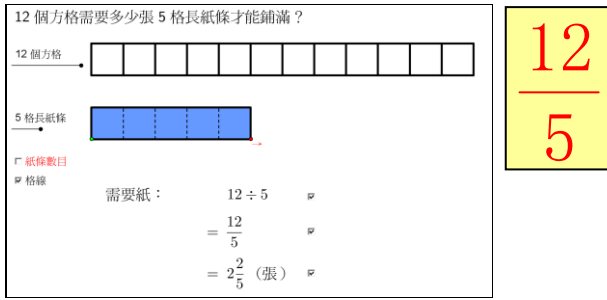 12 個方格需要多少張 5 格長紙條才能鋪滿？
12 個方格
5 格長紙條
紙條數目
格線
需要紙： 12 ÷ 5
= 12/5
= 2 2/5 （張）
12/5